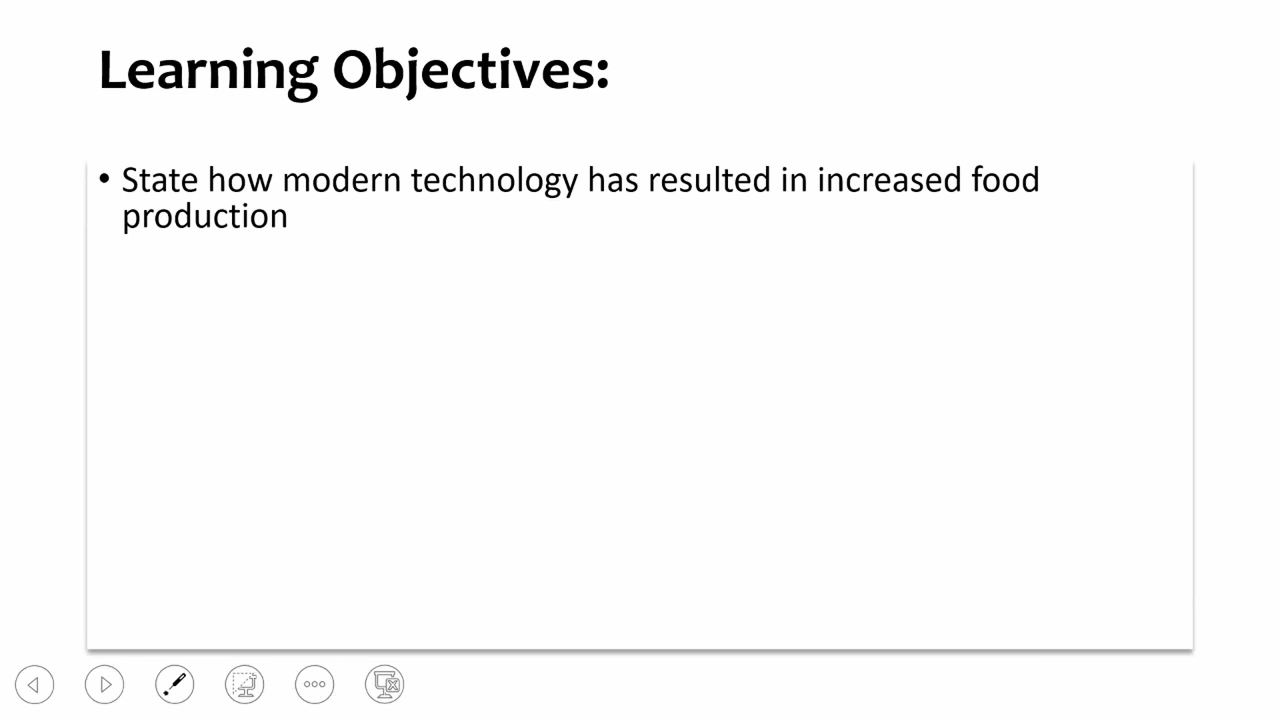 Learning Objectives:
• State how modern technology has resulted in increased food
production